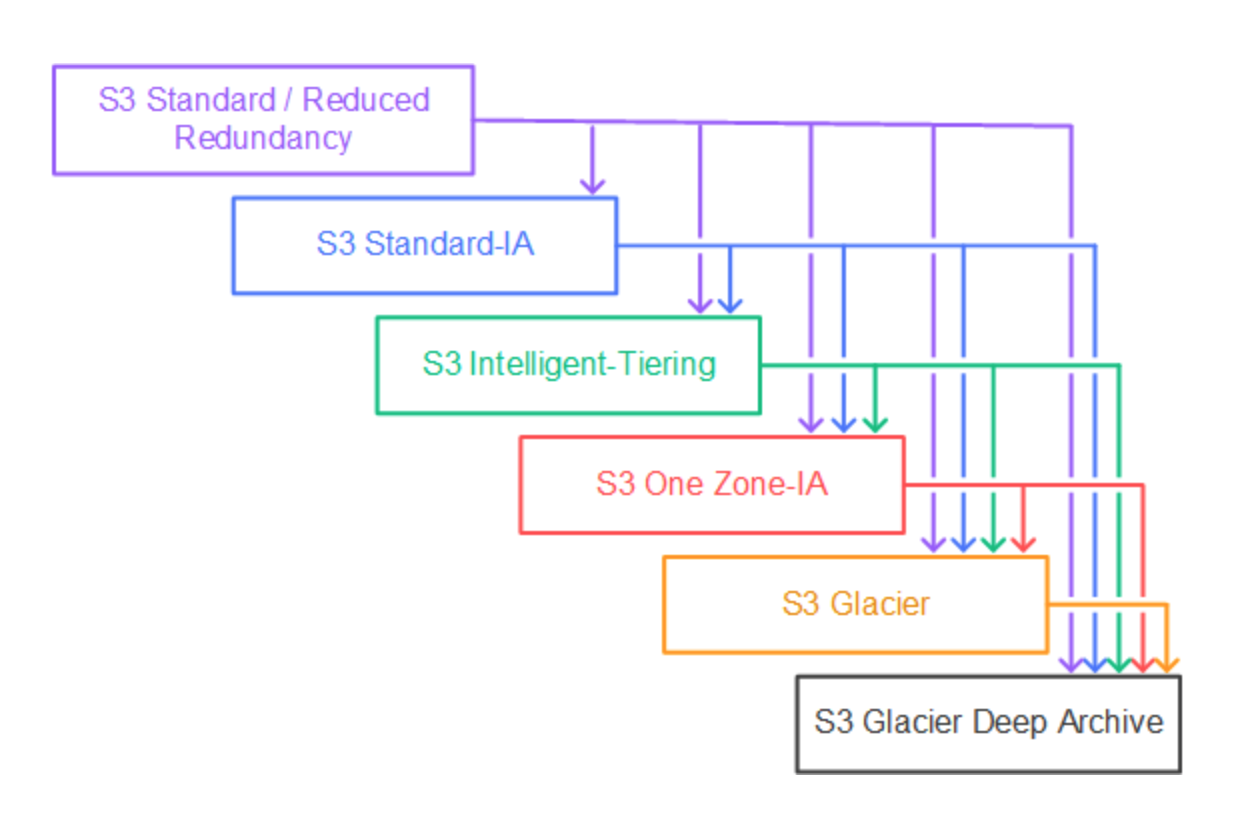 S3 Standard / Reduced
Redundancy
S3 Standard-IA
S3 Intelligent-Tiering
S3 One Zone-IA
S3 Glacier
S3 Glacier Deep Archive